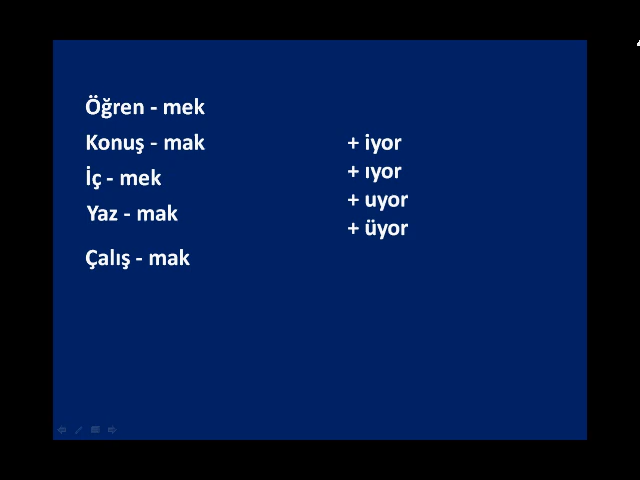 Öğren - mek
Konuş - mak
İç - mek
Yaz - mak
Çalış - mak
+ iyor
+ ıyor
+ uyor
+ üyor